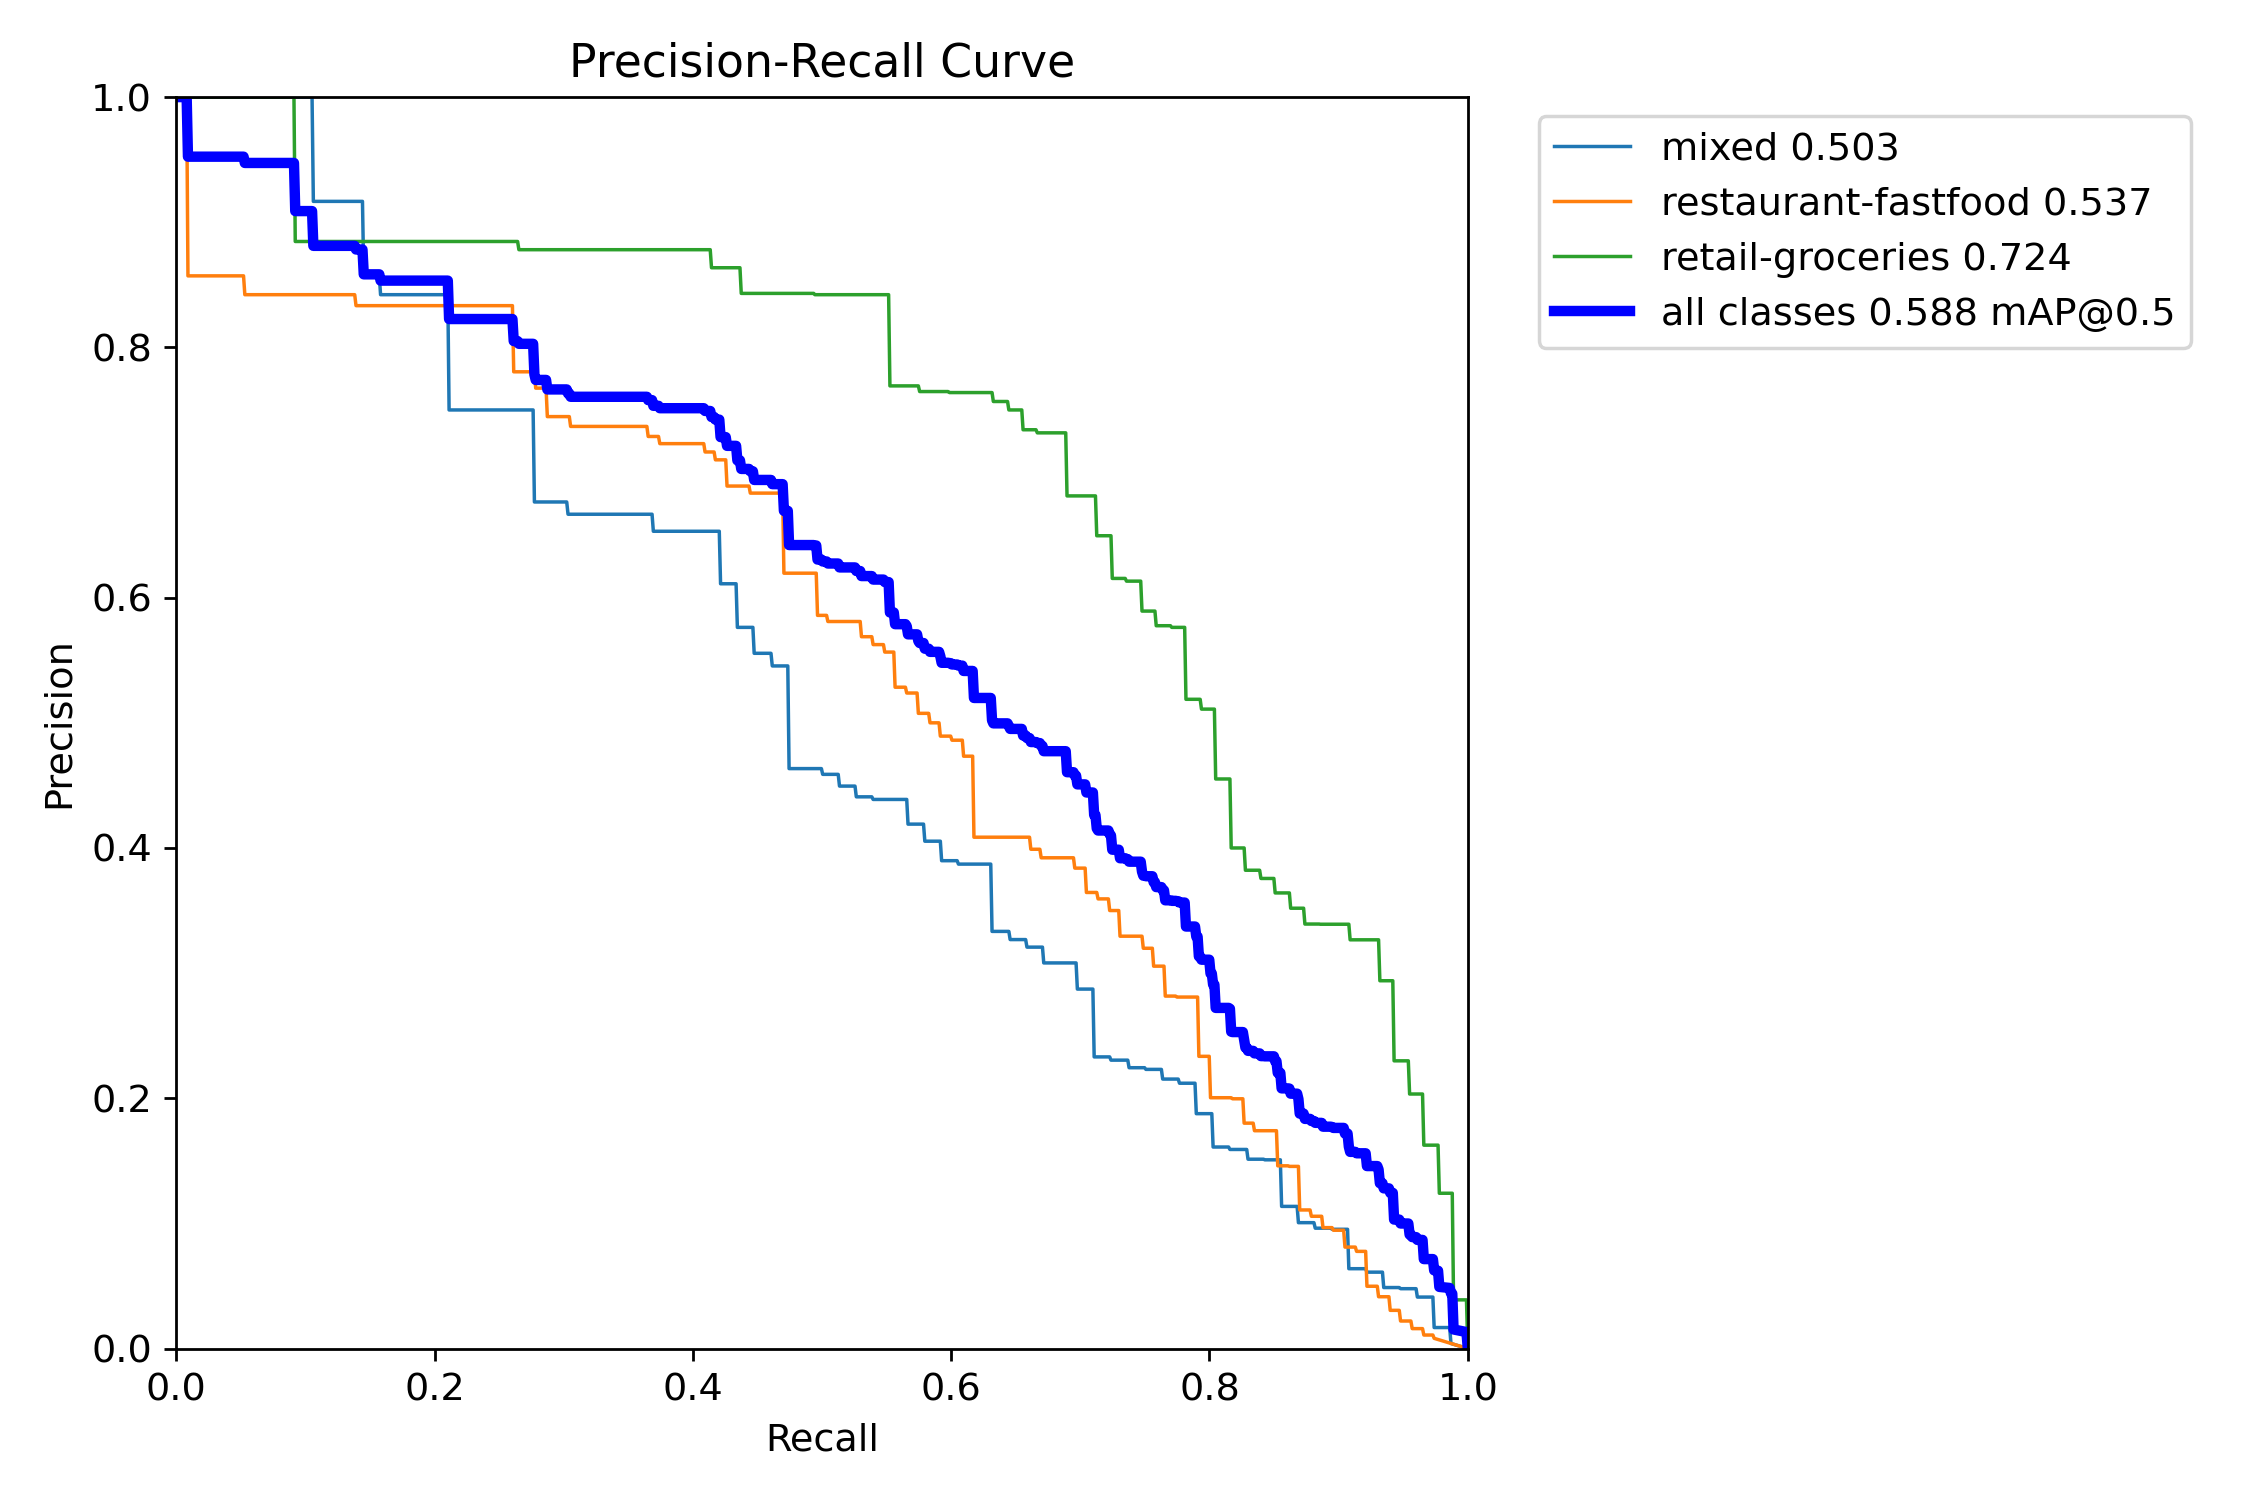 Precision-Recall Curve
1.0
0.8
0.6
0.4
0.2
0.0
Precision
0.0 0.2 0.4 0.6 0.8 1.0
Recall
mixed 0.503
restaurant-fastfood 0.537
retail-groceries 0.724
all classes 0.588 mAP@0.5